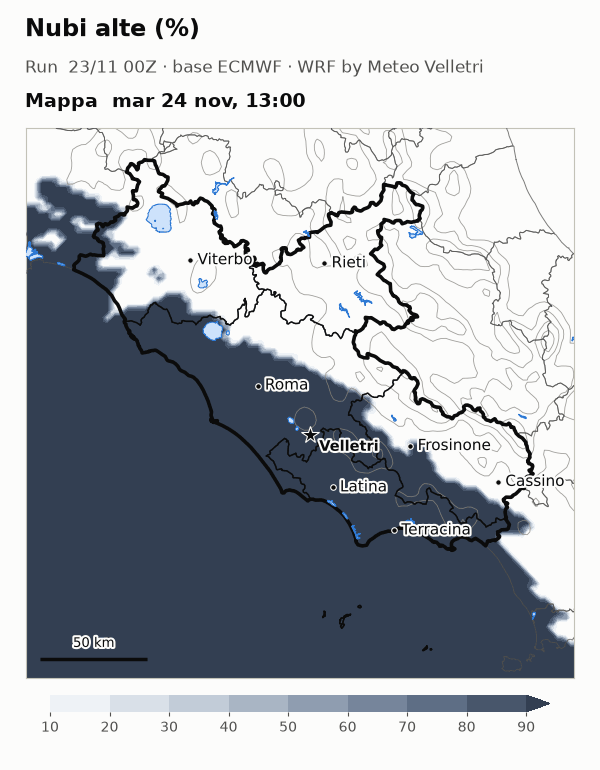 Nubi alte (%)
Run  23/11 00Z · base ECMWF · WRF by Meteo Velletri
Mappa  mar 24 nov, 13:00
Viterbo
Rieti
Roma
Velletri
Frosinone
Cassino
Latina
Terracina
50 km
10 20 30 40 50 60 70 80 90